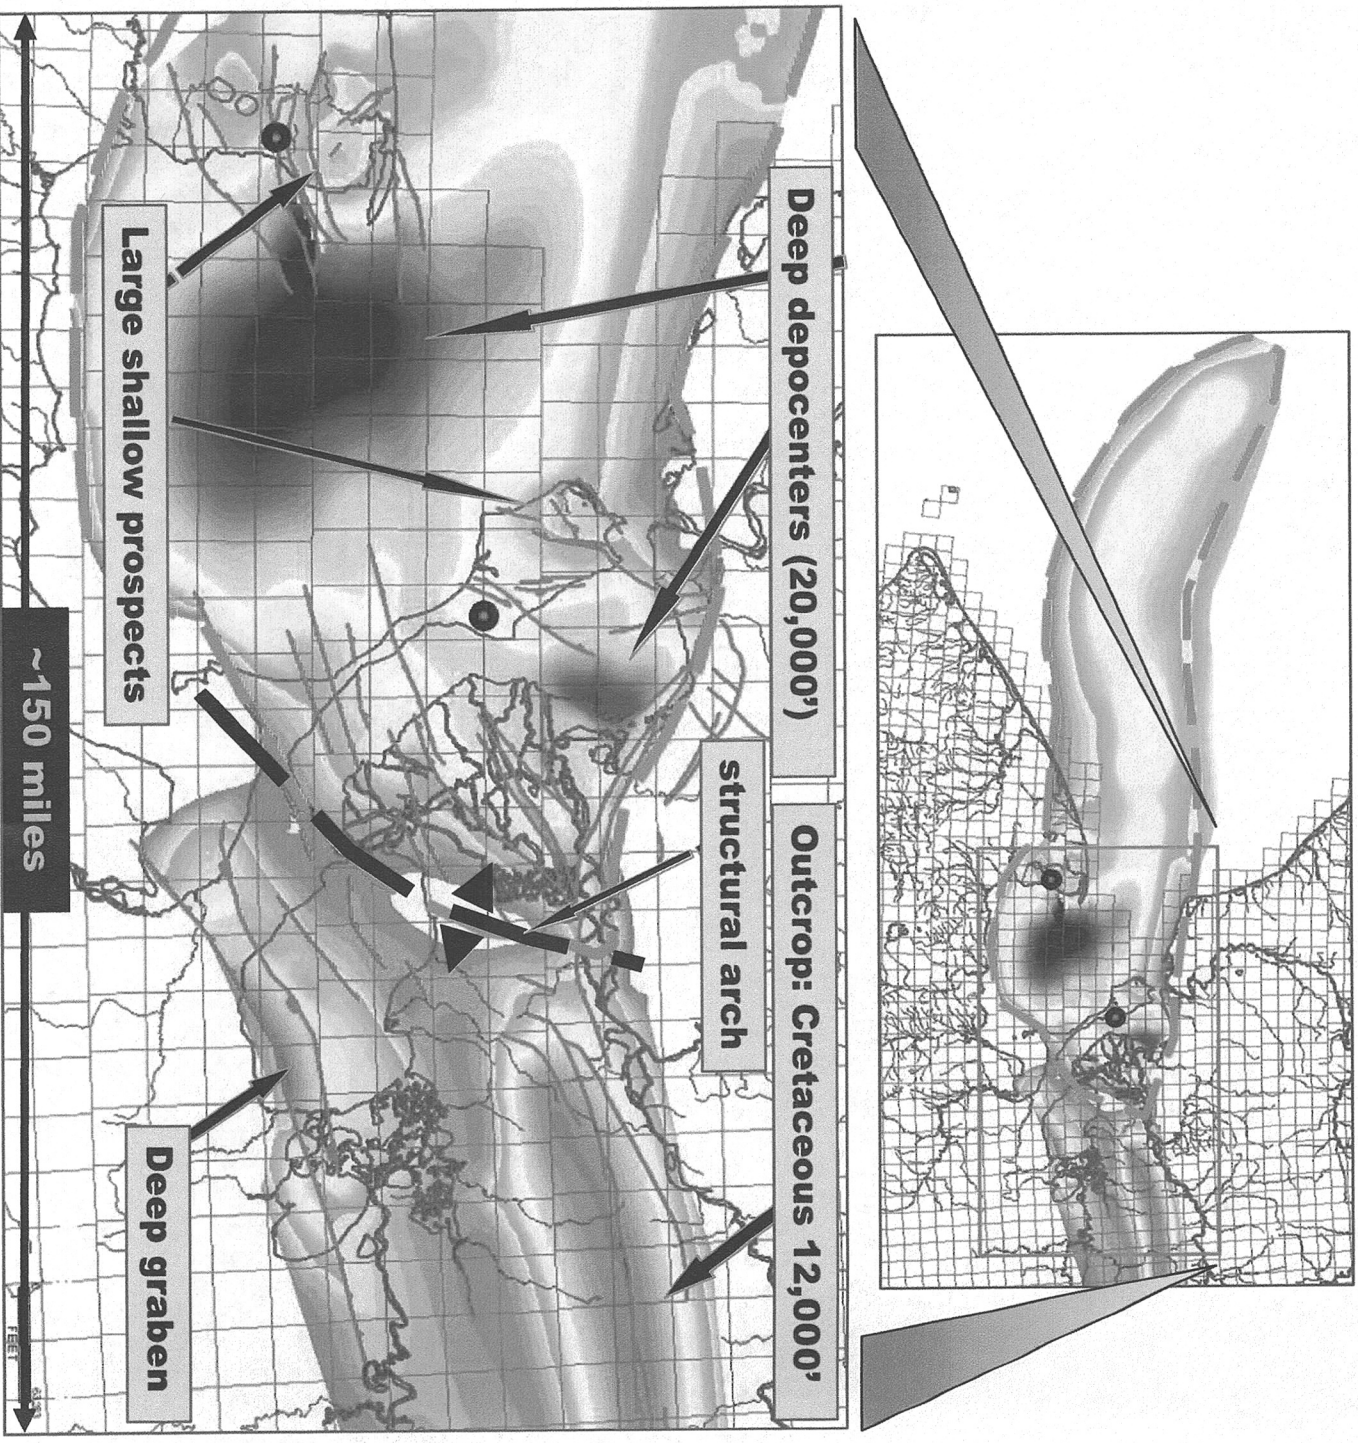 Deep depocenters (20,000')
Outcrop: Cretaceous 12,000'
structural arch
Large shallow prospects
Deep graben
~150 miles
FEET